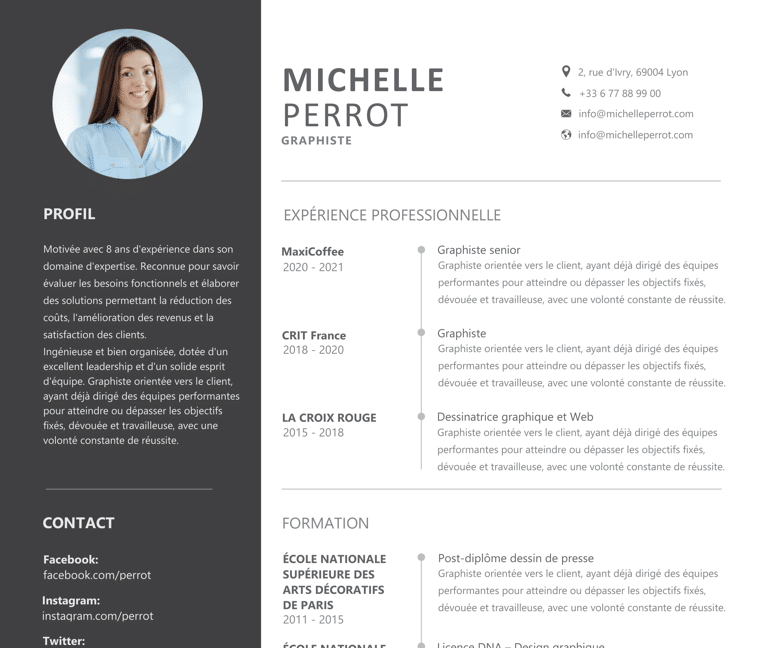 MICHELLE
PERROT
GRAPHISTE
2, rue d'Ivry, 69004 Lyon
+33 6 77 88 99 00
info@michelleperrot.com
info@michelleperrot.com
PROFIL
Motivée avec 8 ans d'expérience dans son
domaine d'expertise. Reconnue pour savoir
évaluer les besoins fonctionnels et élaborer
des solutions permettant la réduction des
coûts, l'amélioration des revenus et la
satisfaction des clients.
Ingénieuse et bien organisée, dotée d'un
excellent leadership et d'un solide esprit
d'équipe. Graphiste orientée vers le client,
ayant déjà dirigé des équipes performantes
pour atteindre ou dépasser les objectifs
fixés, dévouée et travailleuse, avec une
volonté constante de réussite.
CONTACT
Facebook:
facebook.com/perrot
Instagram:
instagram.com/perrot
Twitter:
EXPÉRIENCE PROFESSIONNELLE
MaxiCoffee
2020 - 2021
Graphiste senior
Graphiste orientée vers le client, ayant déjà dirigé des équipes
performantes pour atteindre ou dépasser les objectifs fixés,
dévouée et travailleuse, avec une volonté constante de réussite.
CRIT France
2018 - 2020
Graphiste
Graphiste orientée vers le client, ayant déjà dirigé des équipes
performantes pour atteindre ou dépasser les objectifs fixés,
dévouée et travailleuse, avec une volonté constante de réussite.
LA CROIX ROUGE
2015 - 2018
Dessinatrice graphique et Web
Graphiste orientée vers le client, ayant déjà dirigé des équipes
performantes pour atteindre ou dépasser les objectifs fixés,
dévouée et travailleuse, avec une volonté constante de réussite.
FORMATION
ÉCOLE NATIONALE
SUPÉRIEURE DES
ARTS DÉCORATIFS
DE PARIS
2011 - 2015
Post-diplôme dessin de presse
Graphiste orientée vers le client, ayant déjà dirigé des équipes
performantes pour atteindre ou dépasser les objectifs fixés,
dévouée et travailleuse, avec une volonté constante de réussite.
ÉCOLE NATIONALE
Licence DNA – Design graphique